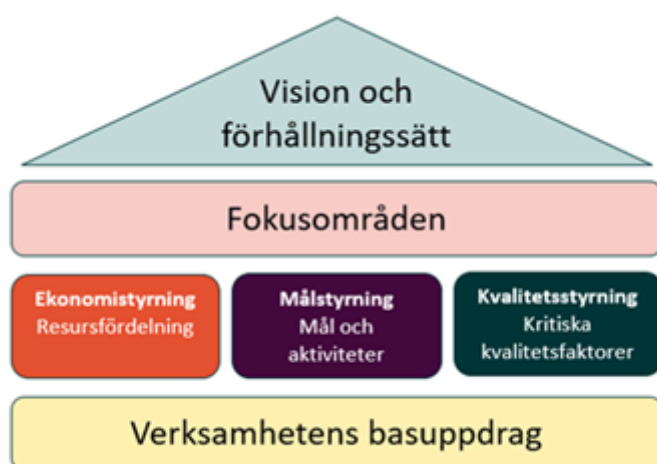 Vision och
förhållningssätt
Fokusområden
Ekonomistyrning
Resursfördelning
Målstyrning
Mål och
aktiviteter
Kvalitetsstyrning
Kritiska
kvalitetsfaktorer
Verksamhetens basuppdrag